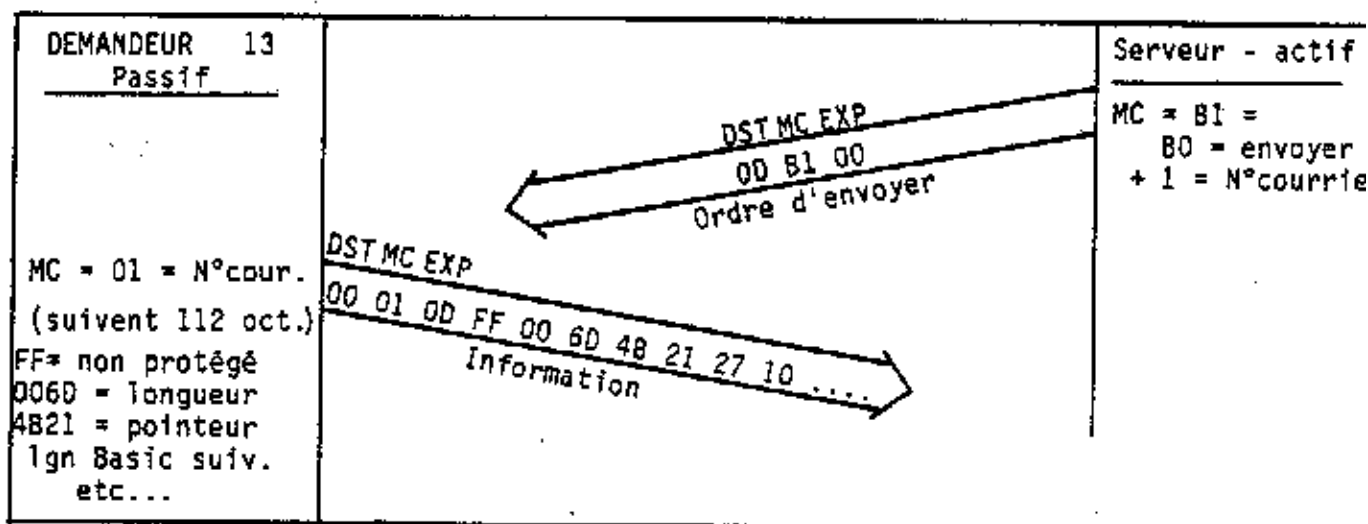 DEMANDEUR 13
Passif
MC = 01 = N°cour.
(suivent 112 oct.)
FF= non protégé
006D = longueur
4821 = pointeur
lgn Basic suiv.
etc...
DST MC EXP
0D B1 00
Ordre d'envoyer
DST MC EXP
00 01 0D FF 00 6D 48 21 27 10 ....
Information
Serveur - actif
MC = B1 =
B0 = envoyer
+ 1 = N°courrie